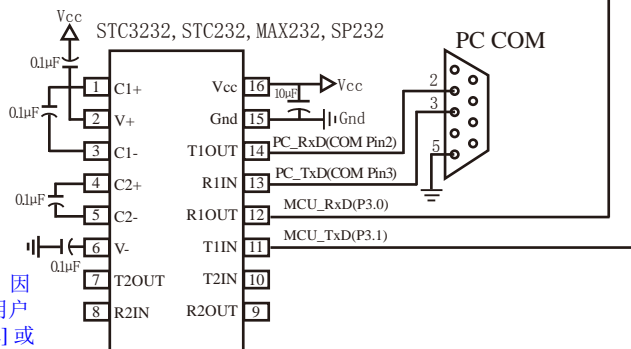 Vcc
STC3232, STC232, MAX232, SP232
PC COM
0.1μF
1 C1+ Vcc 16 Vcc
10μF
0.1μF
2 V+ Gnd 15 Gnd
3 C1- T1OUT 14 PC_RxD(COM Pin2)
4 C2+ R1IN 13 PC_TxD(COM Pin3)
0.1μF
5 C2- R1OUT 12 MCU_RxD(P3.0)
6 V- T1IN 11 MCU_TxD(P3.1)
0.1μF
7 T2OUT T2IN 10
8 R2IN R2OUT 9
2
3
5
因
用户
] 或